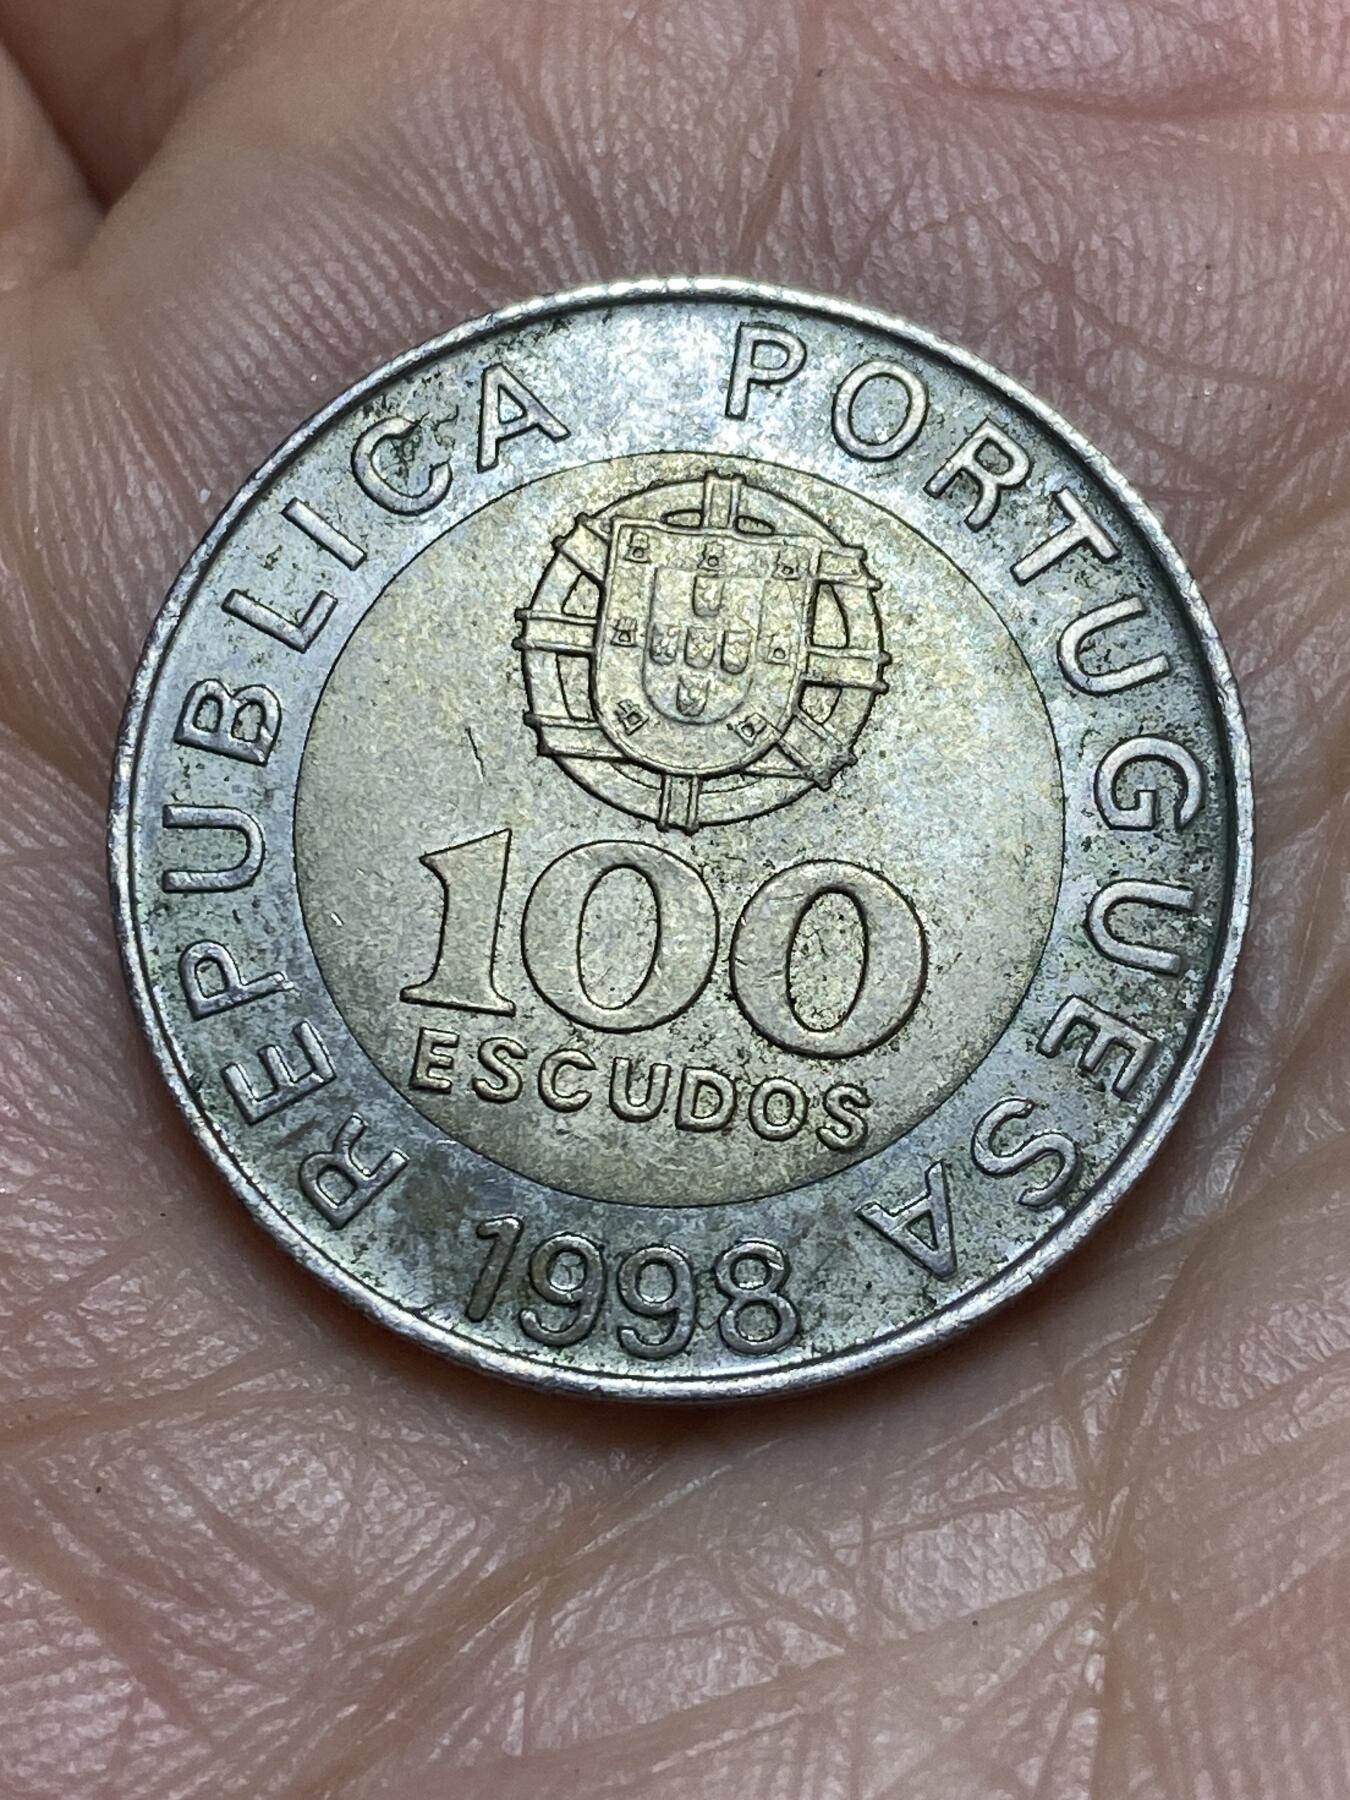 REPUBLICA PORTUGUESA
100
ESCUDOS
1998